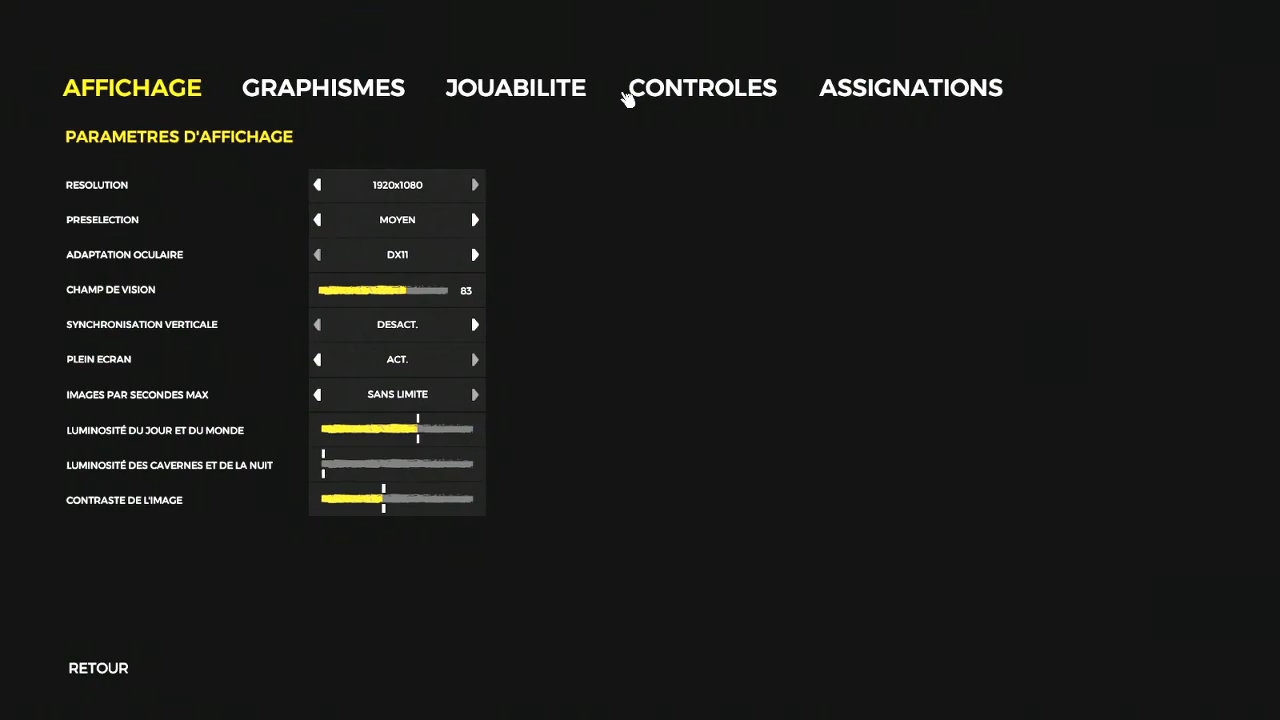 AFFICHAGE GRAPHISMES JOUABILITE CONTROLES ASSIGNATIONS
PARAMETRES D'AFFICHAGE
RESOLUTION 1920x1080
PRESELECTION MOYEN
ADAPTATION OCULAIRE DX11
CHAMP DE VISION 83
SYNCHRONISATION VERTICALE DESACT.
PLEIN ECRAN ACT.
IMAGES PAR SECONDES MAX SANS LIMITE
LUMINOSITÉ DU JOUR ET DU MONDE
LUMINOSITÉ DES CAVERNES ET DE LA NUIT
CONTRASTE DE L'IMAGE
RETOUR